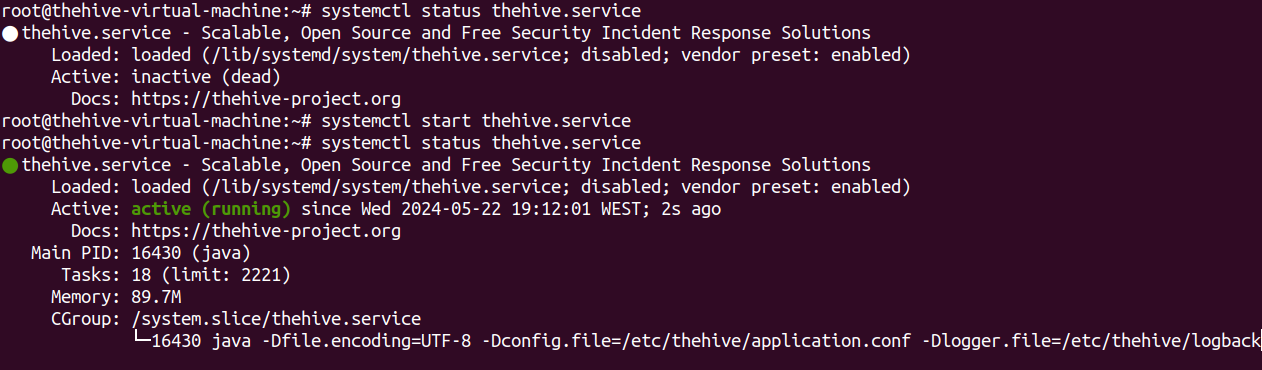 root@thehive-virtual-machine:~# systemctl status thehive.service
●thehive.service - Scalable, Open Source and Free Security Incident Response Solutions
     Loaded: loaded (/lib/systemd/system/thehive.service; disabled; vendor preset: enabled)
     Active: inactive (dead)
       Docs: https://thehive-project.org
root@thehive-virtual-machine:~# systemctl start thehive.service
root@thehive-virtual-machine:~# systemctl status thehive.service
●thehive.service - Scalable, Open Source and Free Security Incident Response Solutions
     Loaded: loaded (/lib/systemd/system/thehive.service; disabled; vendor preset: enabled)
     Active: active (running) since Wed 2024-05-22 19:12:01 WEST; 2s ago
       Docs: https://thehive-project.org
   Main PID: 16430 (java)
      Tasks: 18 (limit: 2221)
     Memory: 89.7M
     CGroup: /system.slice/thehive.service
             └─16430 java -Dfile.encoding=UTF-8 -Dconfig.file=/etc/thehive/application.conf -Dlogger.file=/etc/thehive/logback